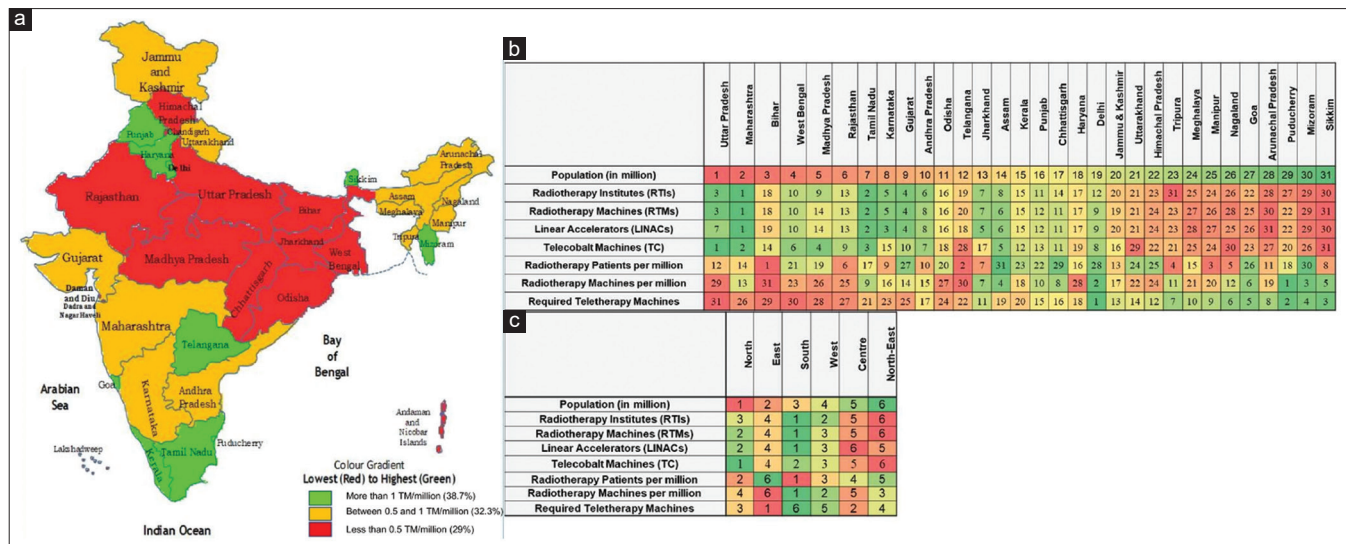 a
Jammu
and
Kashmir
Himachal
Pradesh
Chandigarh
Punjab
Uttarakhand
Haryana
Delhi
Rajasthan
Uttar Pradesh
Sikkim
Arunachal
Pradesh
Assam
Nagaland
Meghalaya
Manipur
Tripura
Mizoram
Bihar
Jharkhand
West
Bengal
Gujarat
Madhya Pradesh
Chhattisgarh
Odisha
Daman
and Diu
Dadra and
Nagar Haveli
Maharashtra
Telangana
Bay
of
Bengal
Arabian
Sea
Goa
Karnataka
Andhra
Pradesh
Andaman
and
Nicobar
Islands
Lakshadweep
Kerala
Tamil Nadu
Puducherry
Colour Gradient
Lowest (Red) to Highest (Green)
More than 1 TM/million (38.7%)
Between 0.5 and 1 TM/million (32.3%)
Less than 0.5 TM/million (29%)
Indian Ocean
b
Uttar Pradesh Maharashtra Bihar West Bengal Madhya Pradesh Rajasthan Tamil Nadu Karnataka Gujarat Andhra Pradesh Odisha Telangana Jharkhand Assam Kerala Punjab Chhattisgarh Haryana Delhi Jammu & Kashmir Uttarakhand Himachal Pradesh Tripura Meghalaya Manipur Nagaland Goa Arunachal Pradesh Puducherry Mizoram Sikkim
Population (in million) 1 2 3 4 5 6 7 8 9 10 11 12 13 14 15 16 17 18 19 20 21 22 23 24 25 26 27 28 29 30 31
Radiotherapy Institutes (RTIs) 3 1 18 10 9 13 2 5 4 6 16 19 7 8 15 11 14 17 12 20 21 22 31 25 24 26 22 28 27 29 30
Radiotherapy Machines (RTMs) 3 1 18 10 14 13 2 5 4 8 16 20 7 6 15 12 11 17 9 19 21 24 23 27 26 28 25 30 22 29 31
Linear Accelerators (LINACs) 7 1 19 10 14 13 2 3 4 8 16 18 5 6 15 12 11 17 9 20 21 24 23 28 27 25 26 31 22 29 30
Telecobalt Machines (TC) 1 2 14 6 4 9 3 15 10 7 18 28 17 5 12 13 11 19 8 16 29 22 21 25 24 30 23 27 20 26 31
Radiotherapy Patients per million 12 14 1 21 19 6 17 9 27 10 20 2 7 31 23 22 29 16 28 13 24 25 4 15 3 5 26 11 18 30 8
Radiotherapy Machines per million 29 13 31 23 26 25 9 16 14 15 27 30 7 4 18 10 8 28 2 17 22 24 11 21 20 12 6 19 1 3 5
Required Teletherapy Machines 31 26 29 30 28 27 21 23 25 17 24 22 11 19 20 15 16 18 1 13 14 12 7 10 9 6 5 8 2 4 3
c
North East South West Centre North-East
Population (in million) 1 2 3 4 5 6
Radiotherapy Institutes (RTIs) 3 4 1 2 5 6
Radiotherapy Machines (RTMs) 2 4 1 3 5 6
Linear Accelerators (LINACs) 2 4 1 3 6 5
Telecobalt Machines (TC) 1 4 2 3 5 6
Radiotherapy Patients per million 2 6 1 3 4 5
Radiotherapy Machines per million 4 6 1 2 5 3
Required Teletherapy Machines 3 1 6 5 2 4